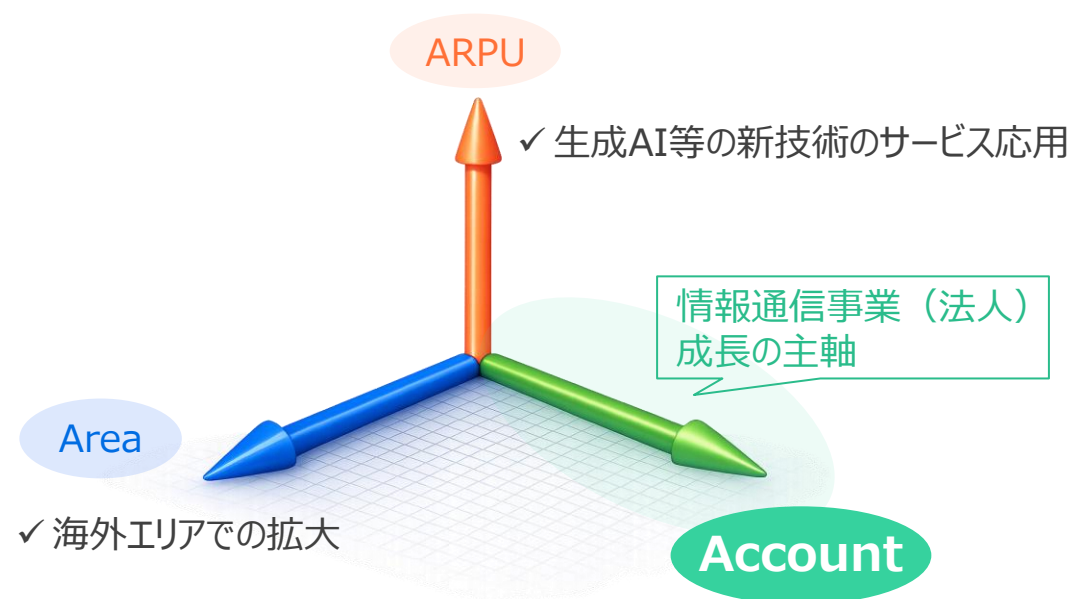 ARPU
✓ 生成AI等の新技術のサービス応用
情報通信事業（法人）
成長の主軸
Area
✓ 海外エリアでの拡大
Account